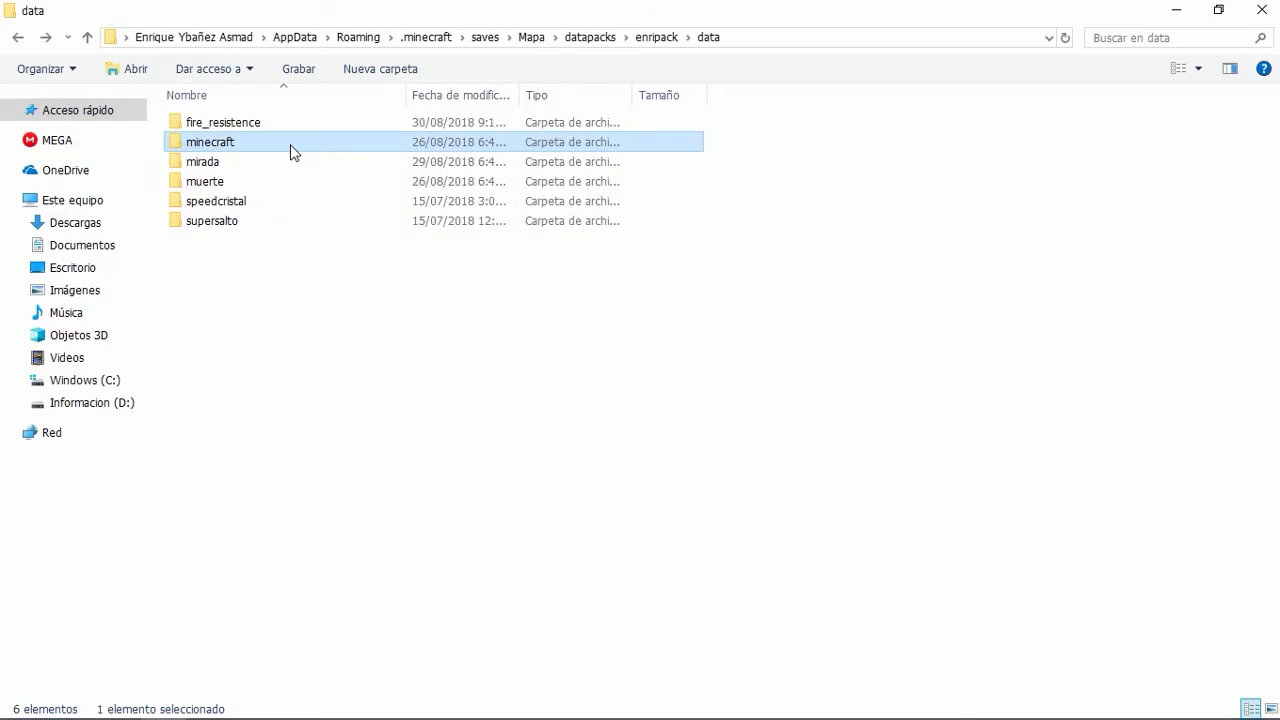 data
Enrique Ybañez Asmad > AppData > Roaming > .minecraft > saves > Mapa > datapacks > enripack > data
Buscar en data
Organizar Abrir Dar acceso a Grabar Nueva carpeta
Nombre Fecha de modific... Tipo Tamaño
Acceso rápido
MEGA
OneDrive
Este equipo
Descargas
Documentos
Escritorio
Imágenes
Música
Objetos 3D
Videos
Windows (C:)
Informacion (D:)
Red
fire_resistence 30/08/2018 9:1... Carpeta de archi...
minecraft 26/08/2018 6:4... Carpeta de archi...
mirada 29/08/2018 6:4... Carpeta de archi...
muerte 26/08/2018 6:4... Carpeta de archi...
speedcristal 15/07/2018 3:0... Carpeta de archi...
supersalto 15/07/2018 12:... Carpeta de archi...
6 elementos 1 elemento seleccionado